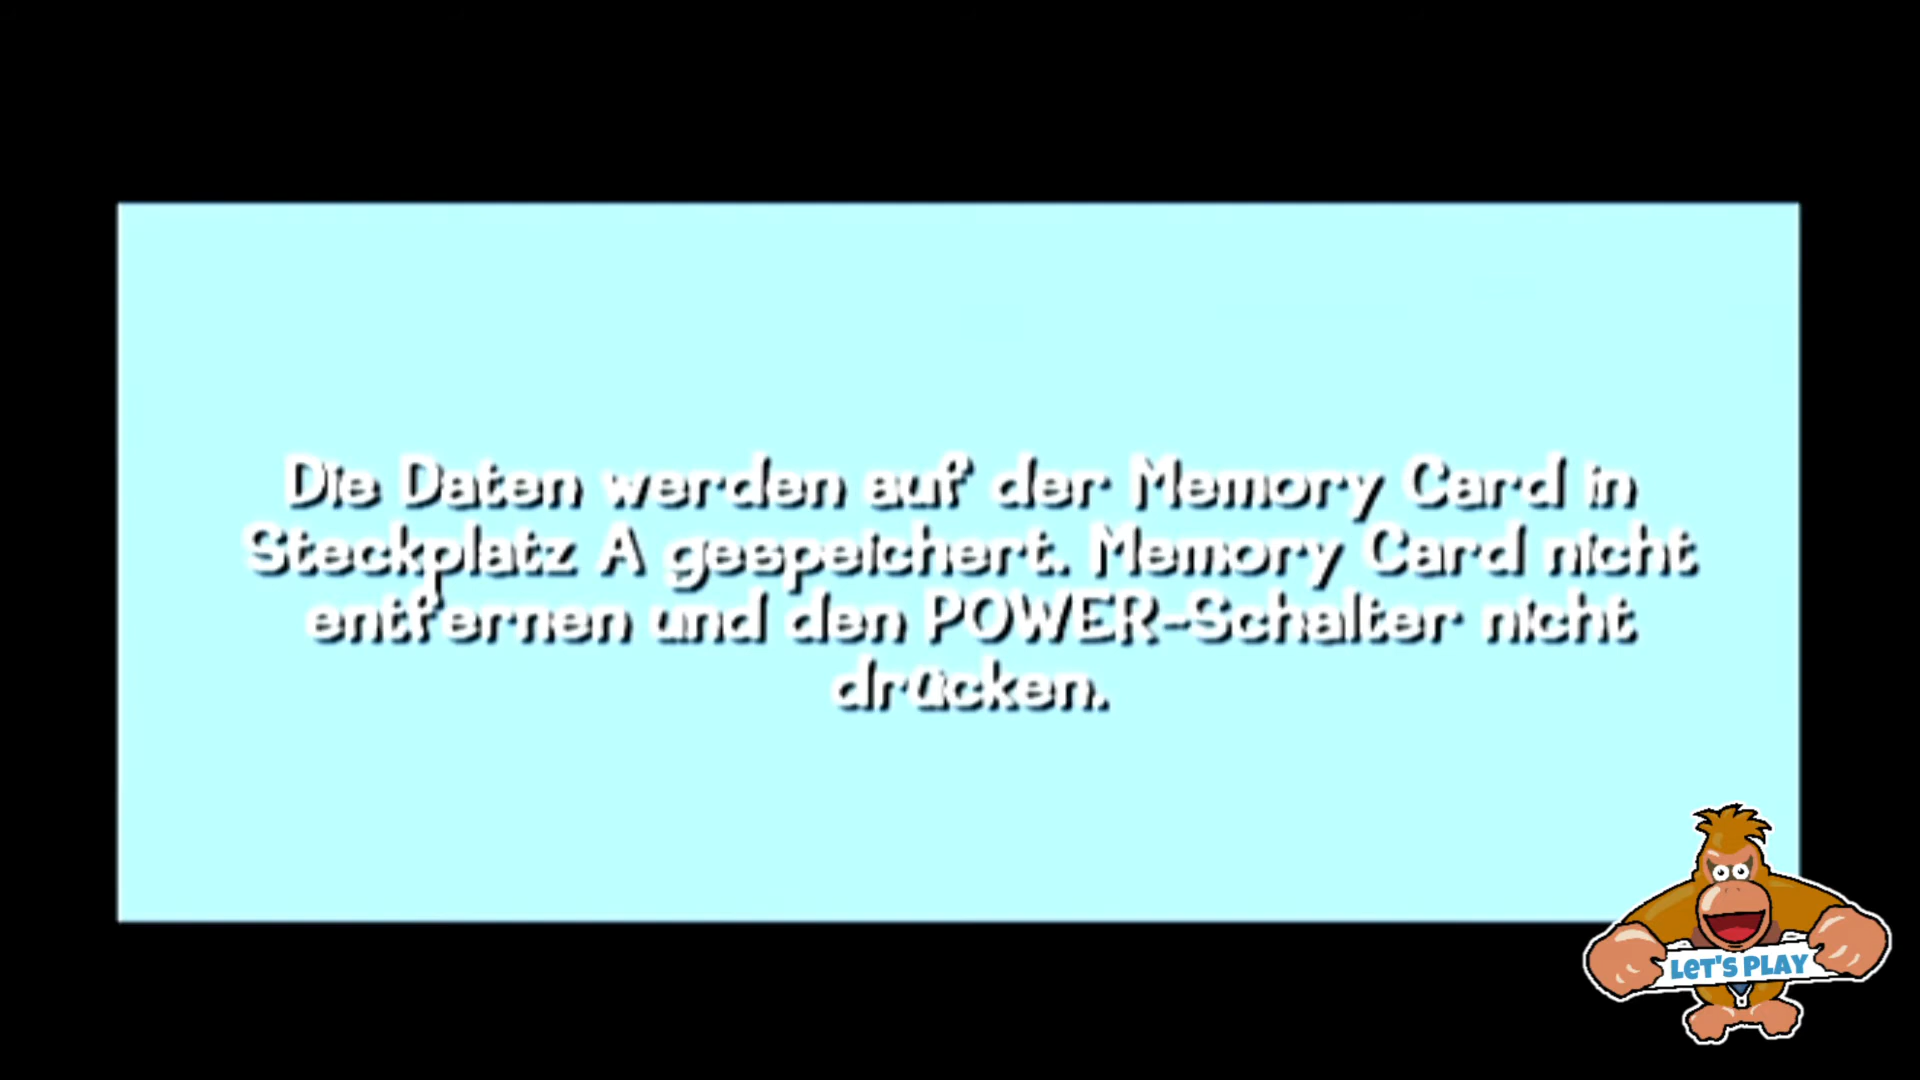 Die Daten werden auf der Memory Card in
Steckplatz A gespeichert. Memory Card nicht
entfernen und den POWER-Schalter nicht
drücken.
LET'S PLAY